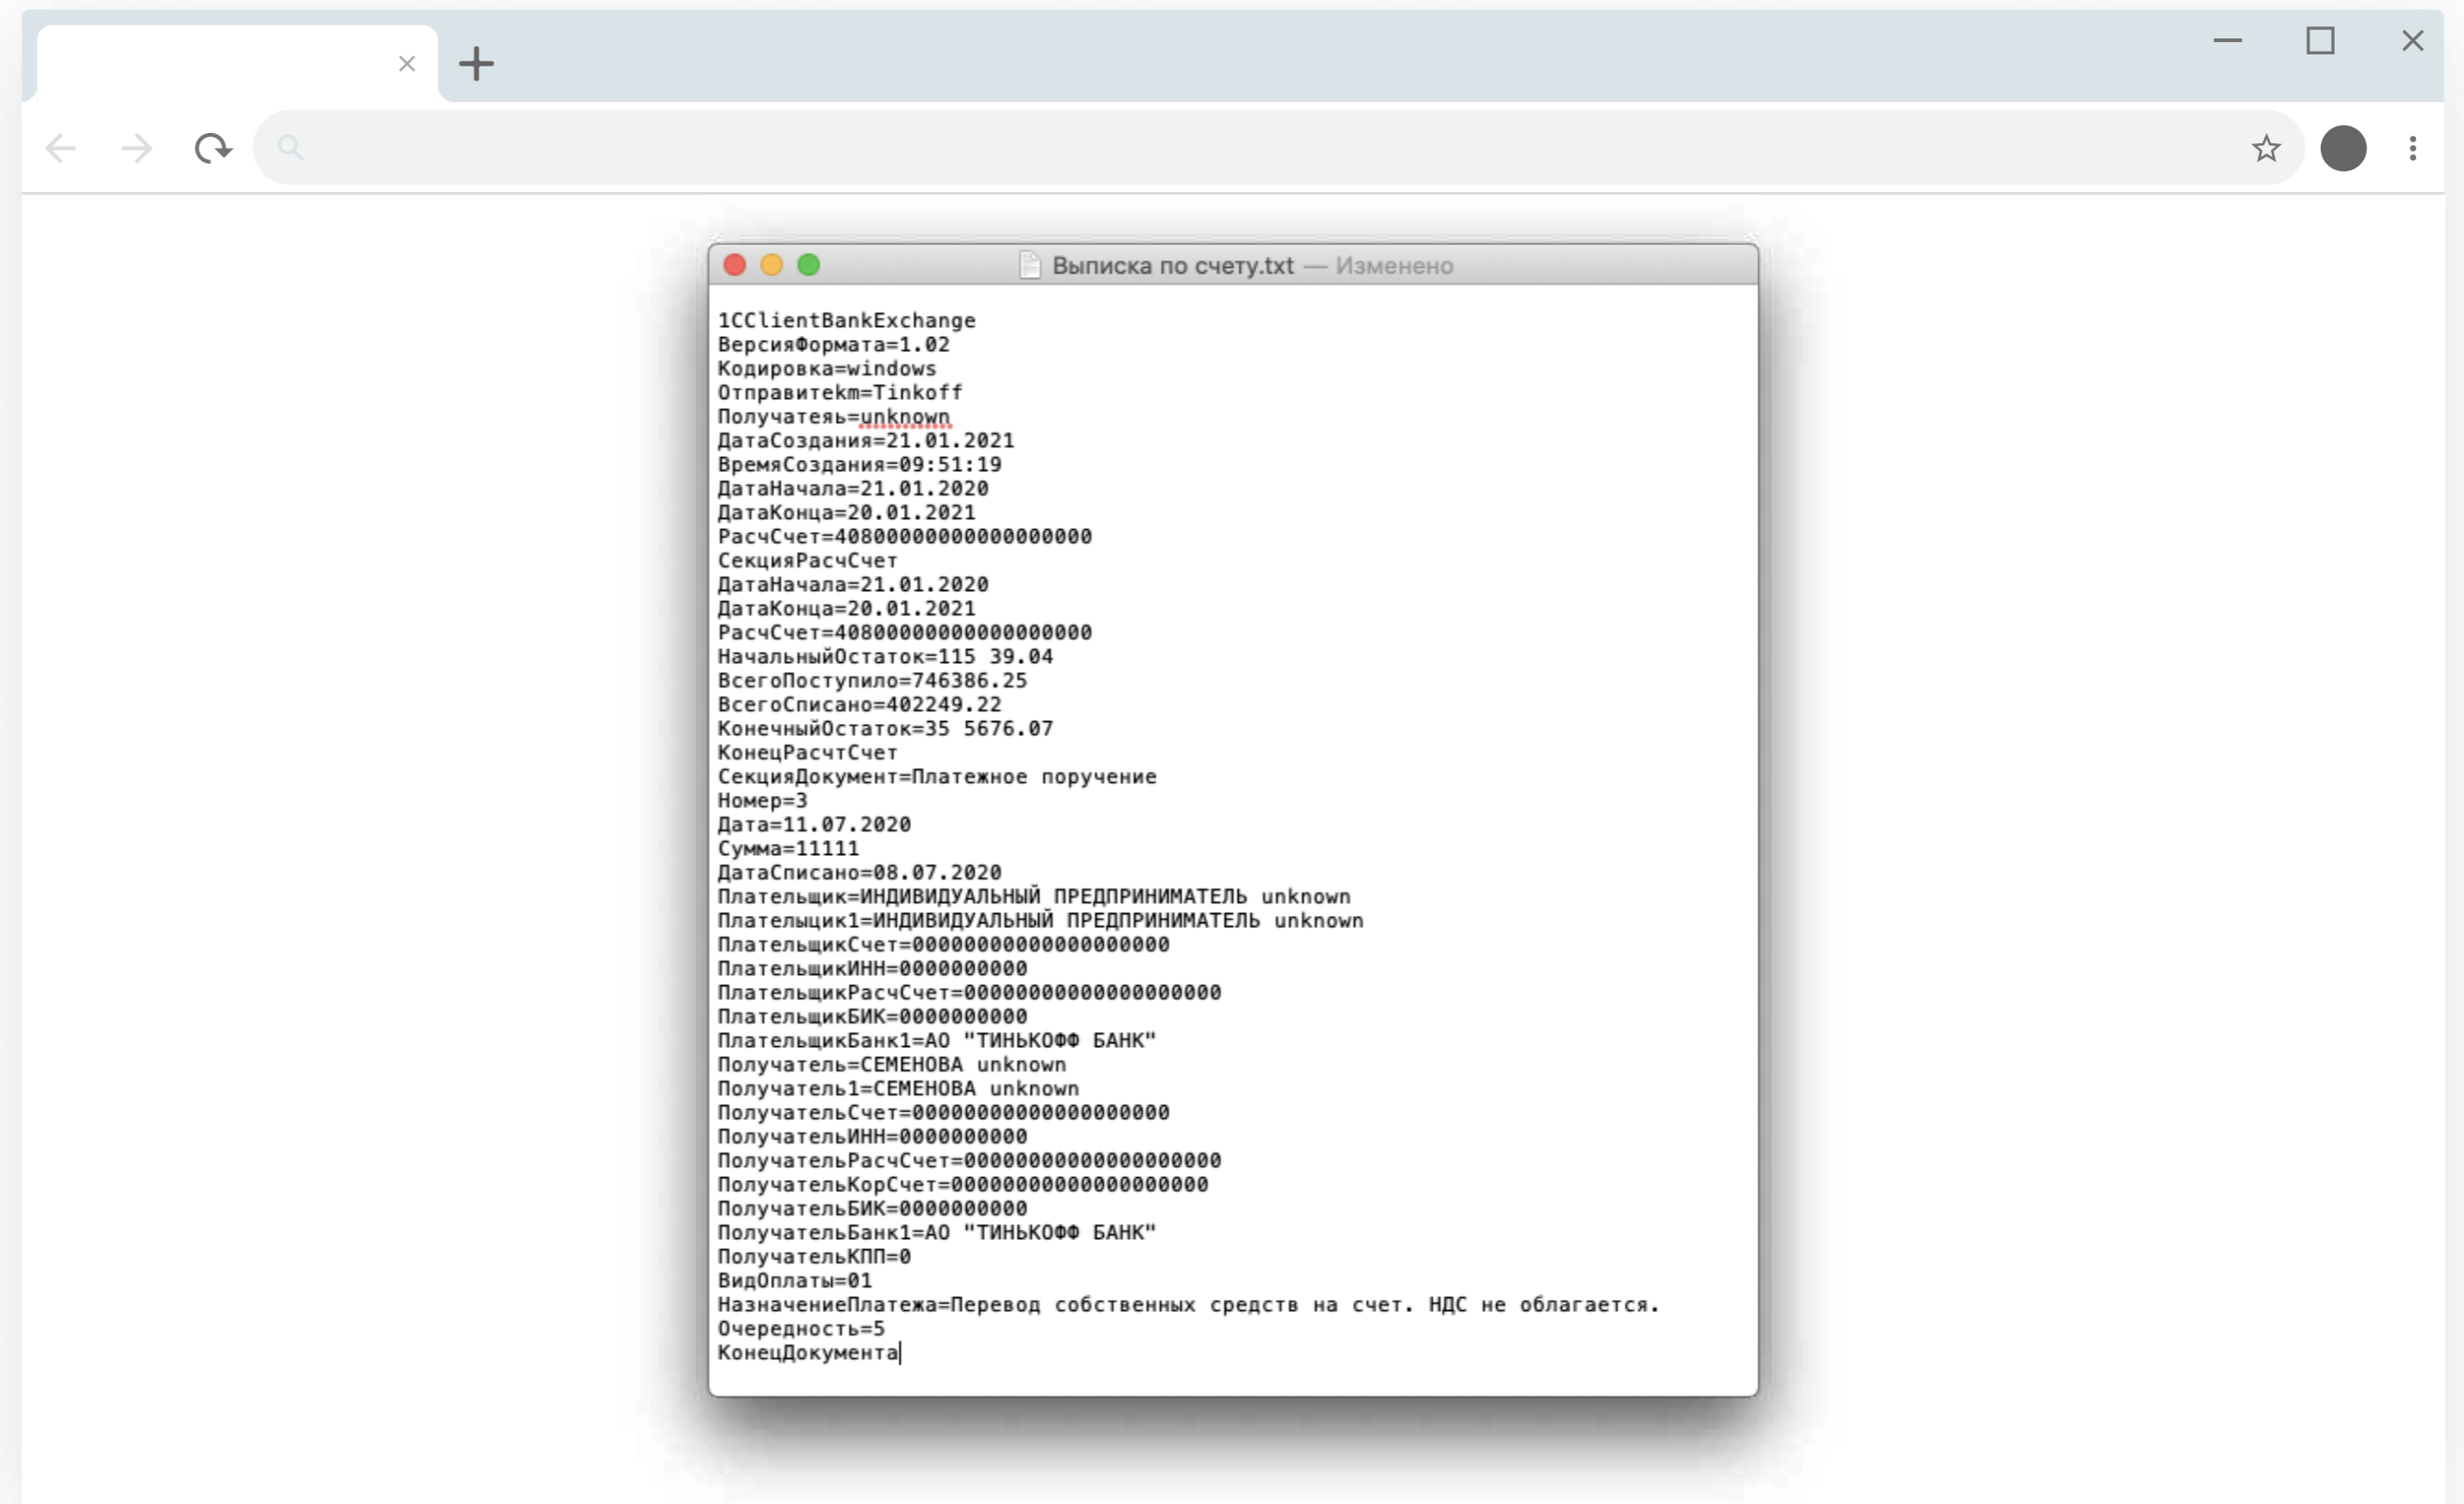 Выписка по счету.txt — Изменено
1CClientBankExchange
ВерсияФормата=1.02
Кодировка=windows
Отправитеkm=Tinkoff
Получатеяь=unknown
ДатаСоздания=21.01.2021
ВремяСоздания=09:51:19
ДатаНачала=21.01.2020
ДатаКонца=20.01.2021
РасчСчет=40800000000000000000
СекцияРасчСчет
ДатаНачала=21.01.2020
ДатаКонца=20.01.2021
РасчСчет=40800000000000000000
НачальныйОстаток=115 39.04
ВсегоПоступило=746386.25
ВсегоСписано=402249.22
КонечныйОстаток=35 5676.07
КонецРасчтСчет
СекцияДокумент=Платежное поручение
Номер=3
Дата=11.07.2020
Сумма=11111
ДатаСписано=08.07.2020
Плательщик=ИНДИВИДУАЛЬНЫЙ ПРЕДПРИНИМАТЕЛЬ unknown
Плателыцик1=ИНДИВИДУАЛЬНЫЙ ПРЕДПРИНИМАТЕЛЬ unknown
ПлательщикСчет=00000000000000000000
ПлательщикИНН=0000000000
ПлательщикРасчСчет=00000000000000000000
ПлательщикБИК=0000000000
ПлательщикБанк1=АО "ТИНЬКОФФ БАНК"
Получатель=СЕМЕНОВА unknown
Получатель1=СЕМЕНОВА unknown
ПолучательСчет=00000000000000000000
ПолучательИНН=0000000000
ПолучательРасчСчет=00000000000000000000
ПолучательКорСчет=00000000000000000000
ПолучательБИК=0000000000
ПолучательБанк1=АО "ТИНЬКОФФ БАНК"
ПолучательКПП=0
ВидОплаты=01
НазначениеПлатежа=Перевод собственных средств на счет. НДС не облагается.
Очередность=5
КонецДокумента